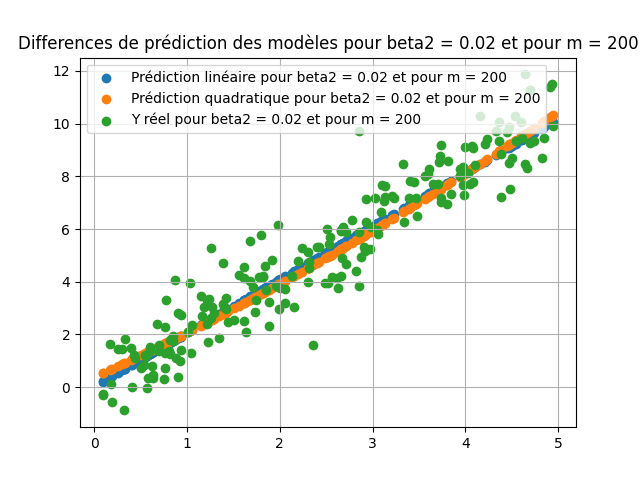 Differences de prédiction des modèles pour beta2 = 0.02 et pour m = 200
Prédiction linéaire pour beta2 = 0.02 et pour m = 200
Prédiction quadratique pour beta2 = 0.02 et pour m = 200
Y réel pour beta2 = 0.02 et pour m = 200
12
10
8
6
4
2
0
0 1 2 3 4 5